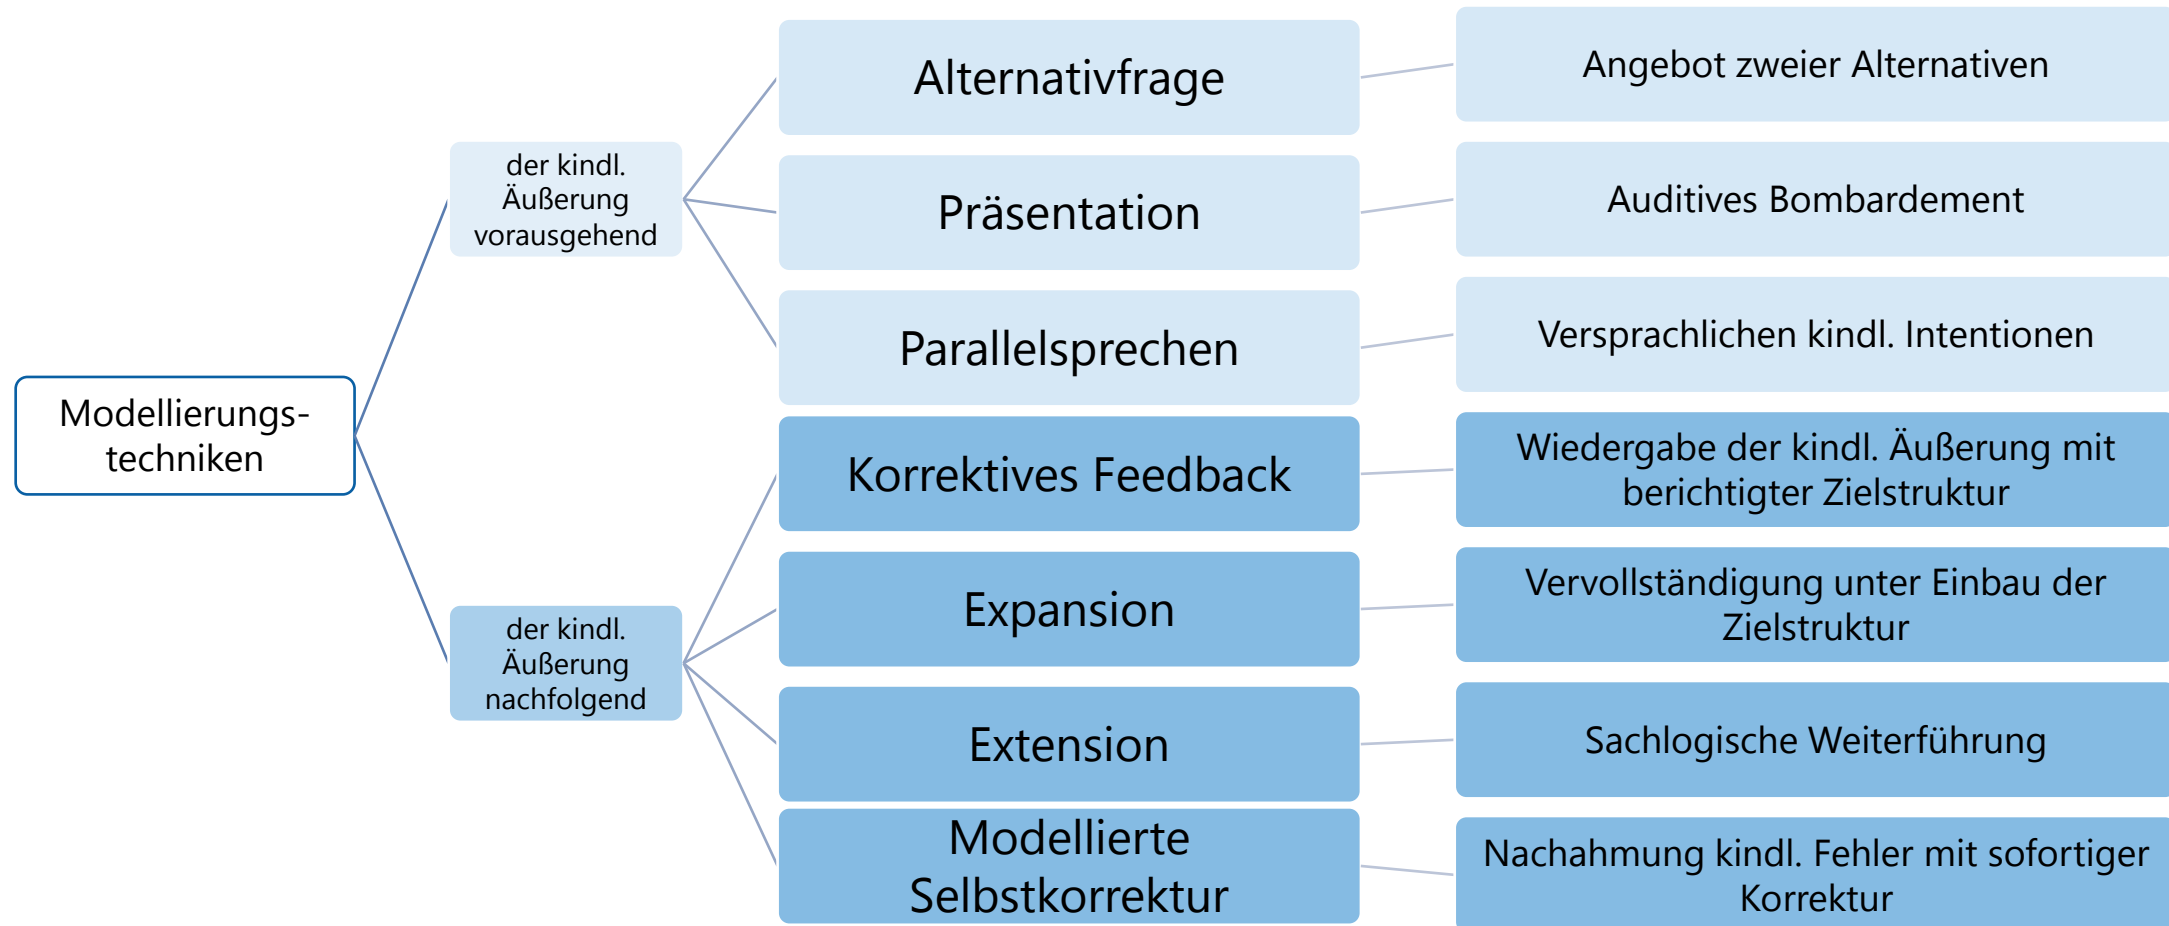 Modellierungs-
techniken
der kindl.
Äußerung
vorausgehend
Alternativfrage
Angebot zweier Alternativen
Präsentation
Auditives Bombardement
Parallelsprechen
Versprachlichen kindl. Intentionen
der kindl.
Äußerung
nachfolgend
Korrektives Feedback
Wiedergabe der kindl. Äußerung mit
berichtigter Zielstruktur
Expansion
Vervollständigung unter Einbau der
Zielstruktur
Extension
Sachlogische Weiterführung
Modellierte
Selbstkorrektur
Nachahmung kindl. Fehler mit sofortiger
Korrektur